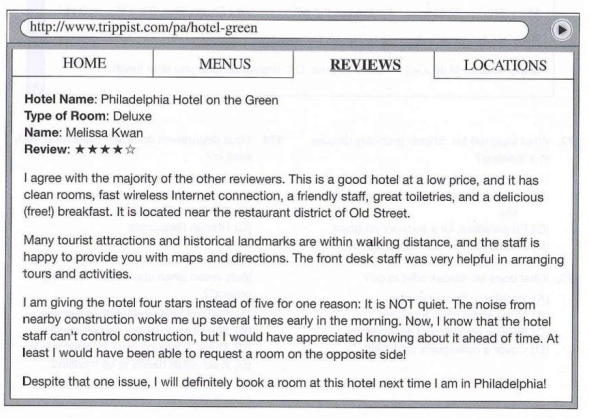 http://www.trippist.com/pa/hotel-green
HOME MENUS REVIEWS LOCATIONS
Hotel Name: Philadelphia Hotel on the Green
Type of Room: Deluxe
Name: Melissa Kwan
Review: ★★★★☆
I agree with the majority of the other reviewers. This is a good hotel at a low price, and it has
clean rooms, fast wireless Internet connection, a friendly staff, great toiletries, and a delicious
(free!) breakfast. It is located near the restaurant district of Old Street.
Many tourist attractions and historical landmarks are within walking distance, and the staff is
happy to provide you with maps and directions. The front desk staff was very helpful in arranging
tours and activities.
I am giving the hotel four stars instead of five for one reason: It is NOT quiet. The noise from
nearby construction woke me up several times early in the morning. Now, I know that the hotel
staff can't control construction, but I would have appreciated knowing about it ahead of time. At
least I would have been able to request a room on the opposite side!
Despite that one issue, I will definitely book a room at this hotel next time I am in Philadelphia!